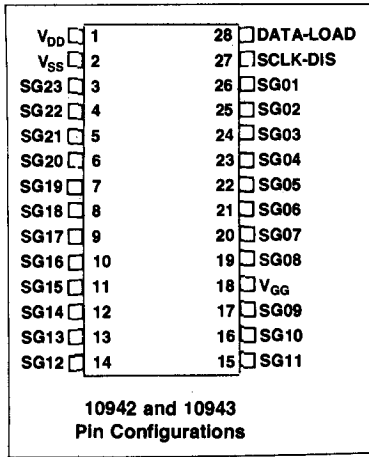 V_DD 1 28 DATA-LOAD
V_SS 2 27 SCLK-DIS
SG23 3 26 SG01
SG22 4 25 SG02
SG21 5 24 SG03
SG20 6 23 SG04
SG19 7 22 SG05
SG18 8 21 SG06
SG17 9 20 SG07
SG16 10 19 SG08
SG15 11 18 V_GG
SG14 12 17 SG09
SG13 13 16 SG10
SG12 14 15 SG11
10942 and 10943
Pin Configurations